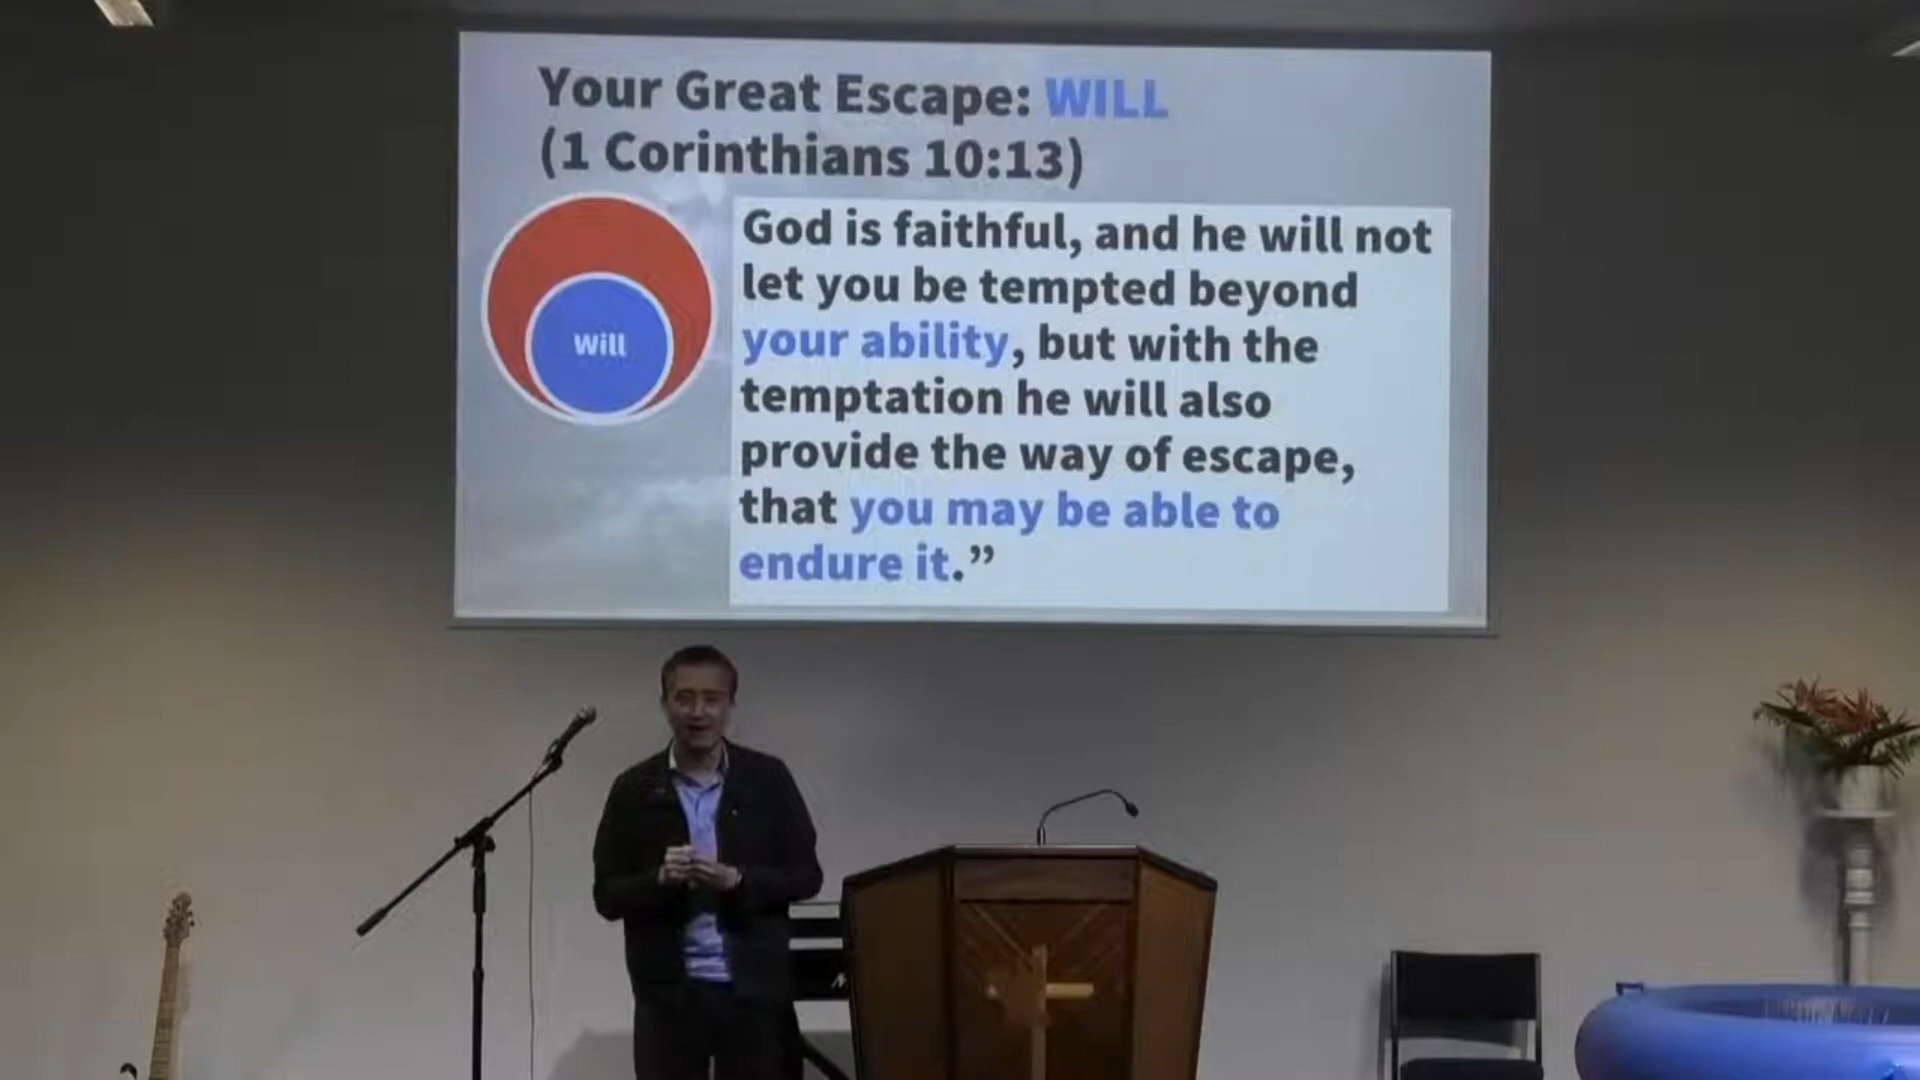 Your Great Escape: WILL
(1 Corinthians 10:13)
Will
God is faithful, and he will not
let you be tempted beyond
your ability, but with the
temptation he will also
provide the way of escape,
that you may be able to
endure it.”